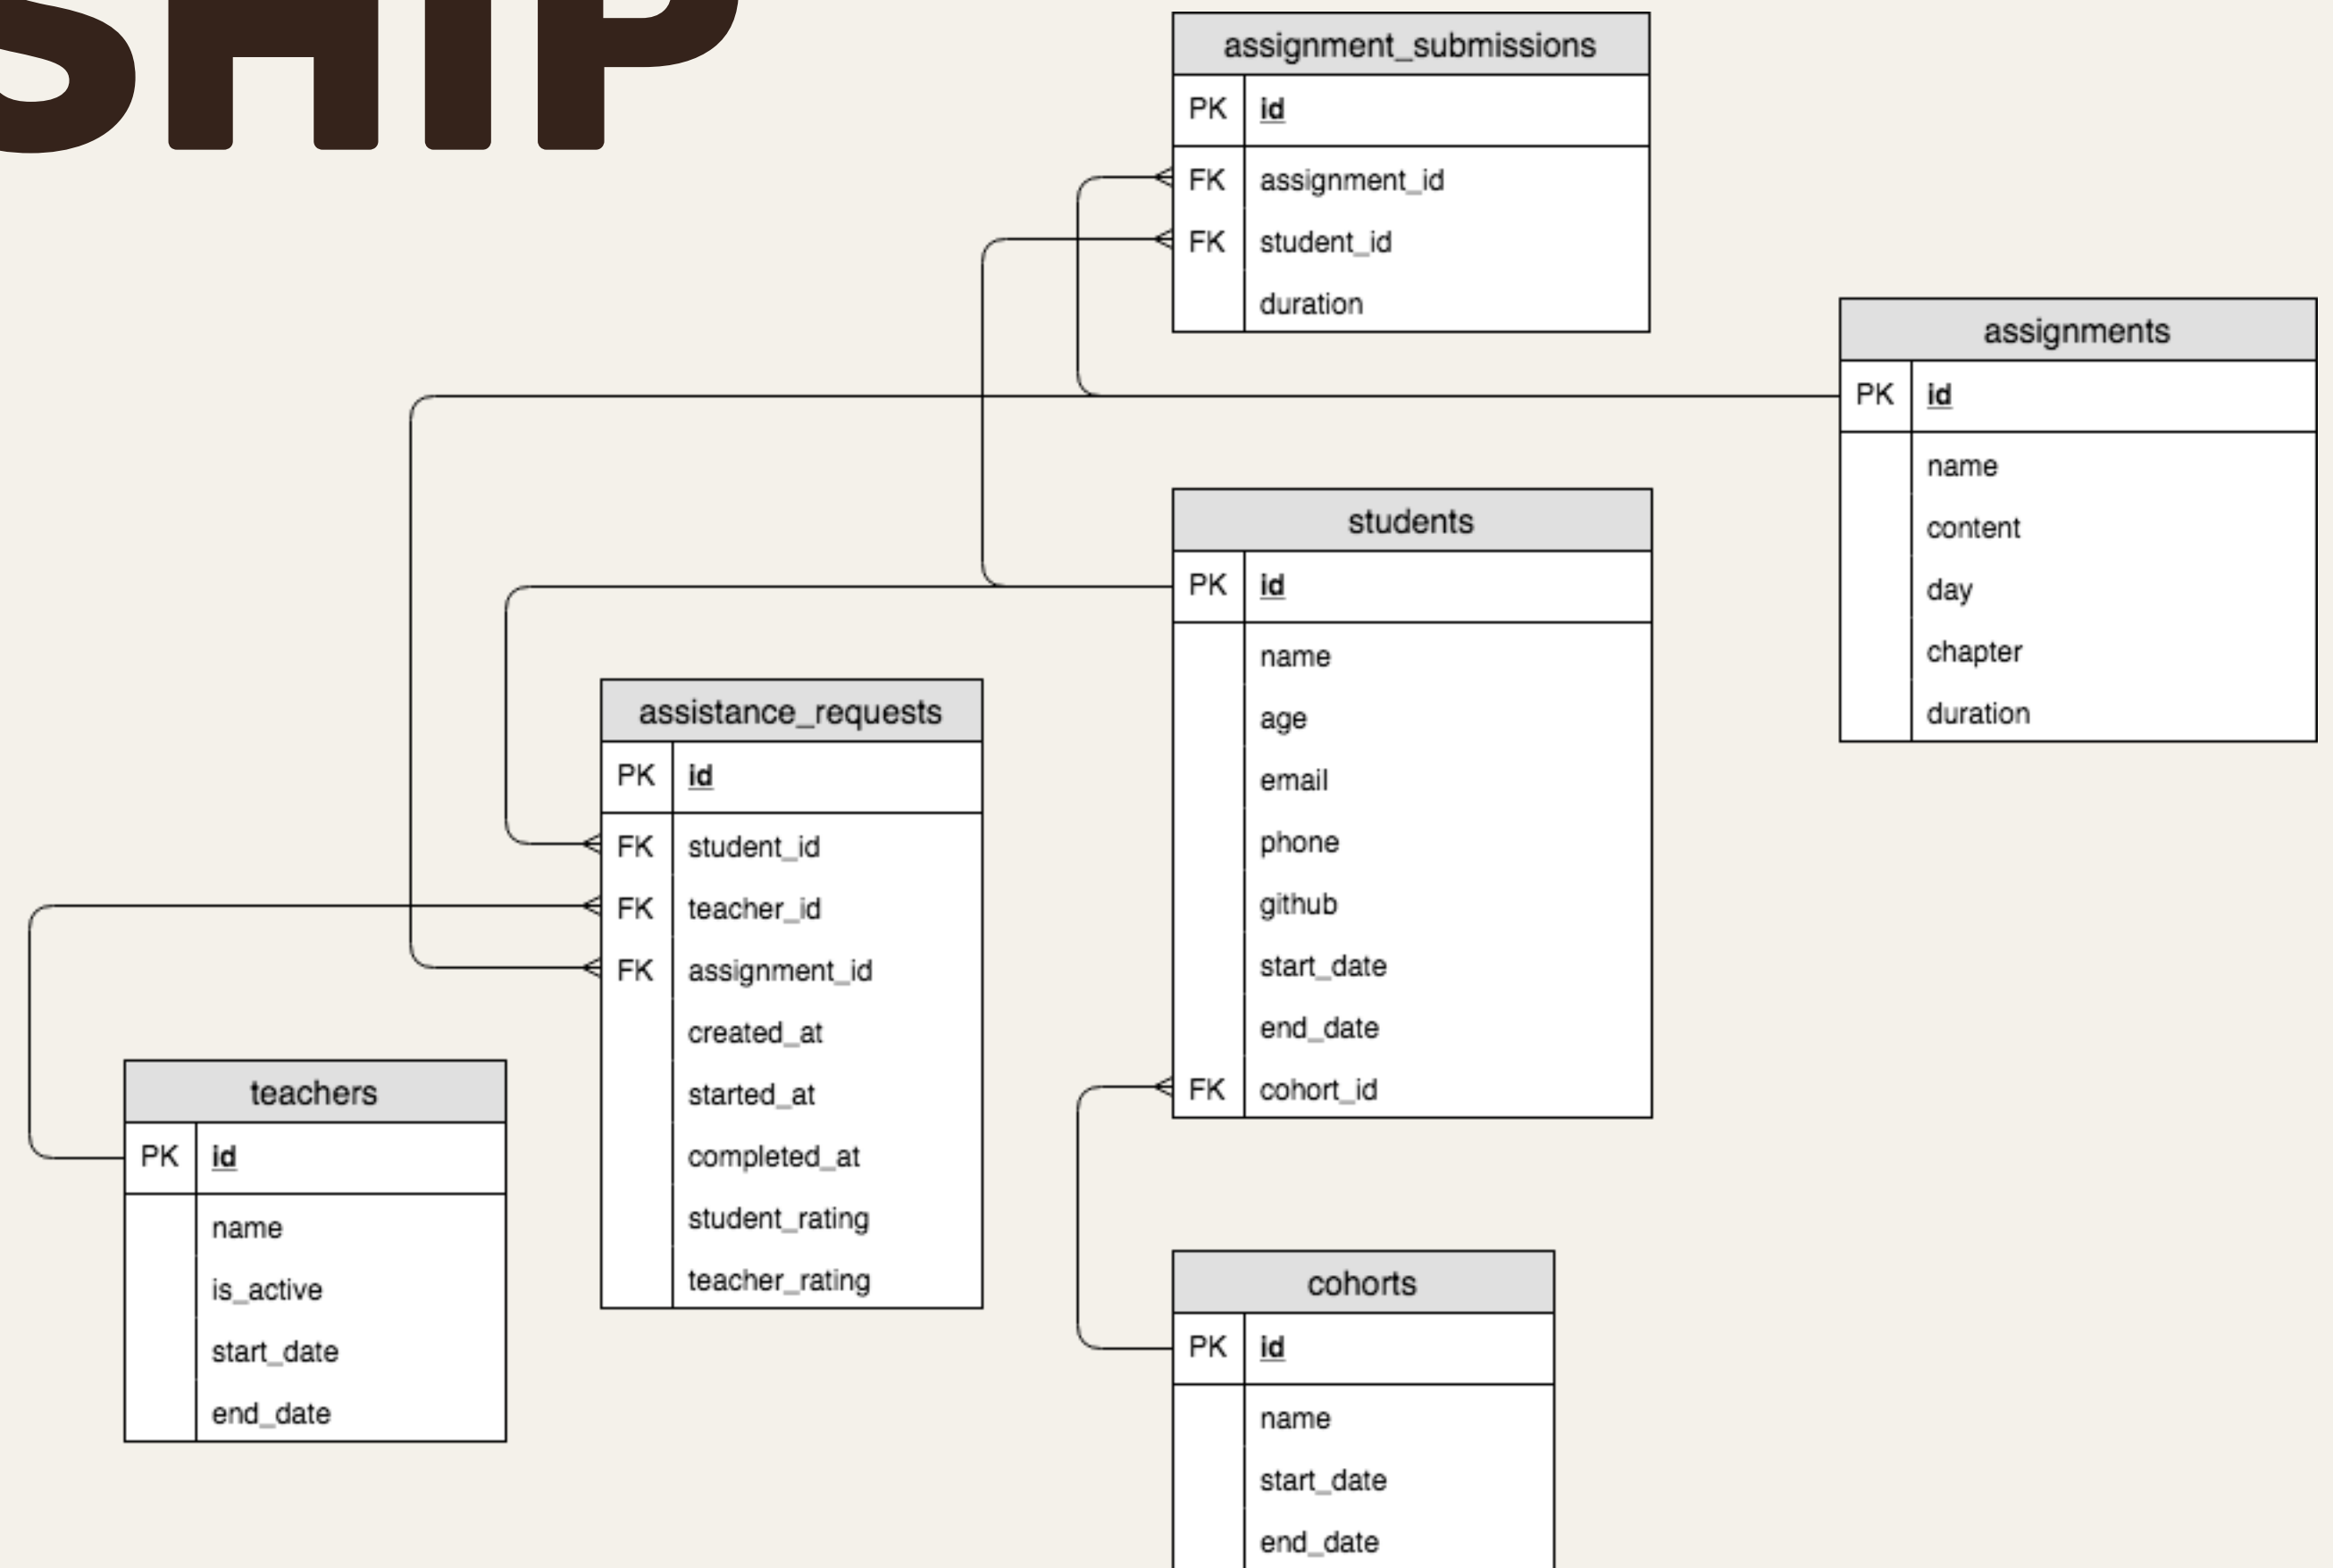 SHIP
assignment_submissions
PK id
FK assignment_id
FK student_id
duration
assignments
PK id
name
content
day
chapter
duration
students
PK id
name
age
email
phone
github
start_date
end_date
FK cohort_id
assistance_requests
PK id
FK student_id
FK teacher_id
FK assignment_id
created_at
started_at
completed_at
student_rating
teacher_rating
teachers
PK id
name
is_active
start_date
end_date
cohorts
PK id
name
start_date
end_date